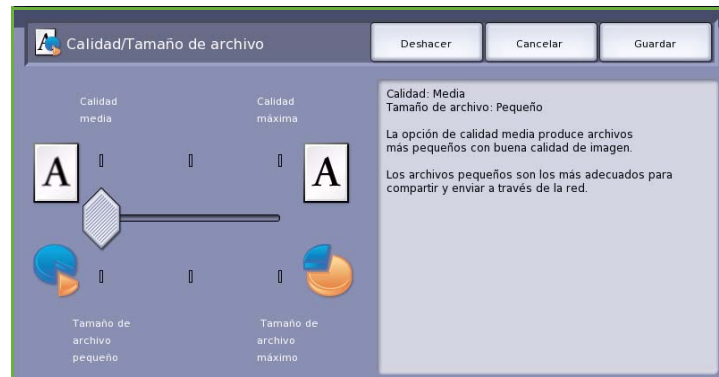 Calidad/Tamaño de archivo
Deshacer
Cancelar
Guardar
Calidad
media
Calidad
máxima
A
A
Tamaño de
archivo
pequeño
Tamaño de
archivo
máximo
Calidad: Media
Tamaño de archivo: Pequeño
La opción de calidad media produce archivos
más pequeños con buena calidad de imagen.
Los archivos pequeños son los más adecuados para
compartir y enviar a través de la red.